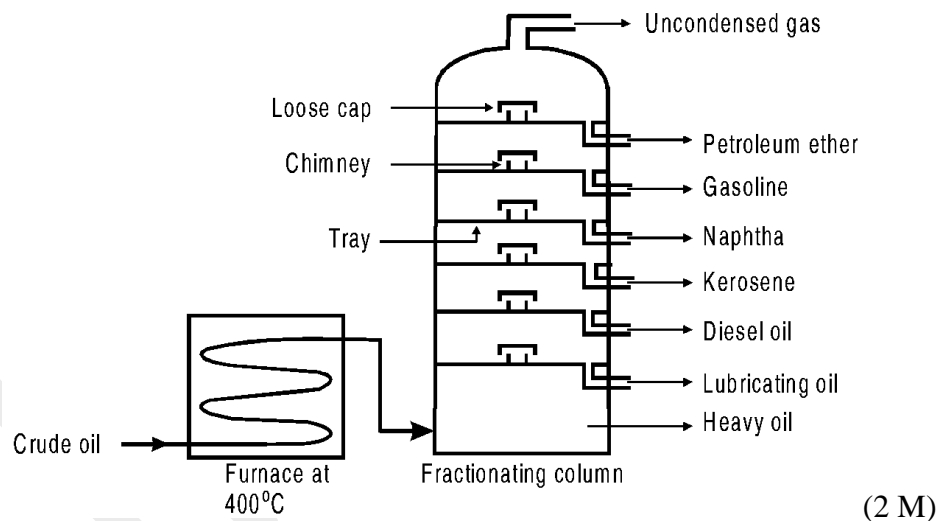 Uncondensed gas
Loose cap
Petroleum ether
Chimney
Gasoline
Tray
Naphtha
Kerosene
Diesel oil
Lubricating oil
Heavy oil
Crude oil
Furnace at
400°C
Fractionating column
(2 M)